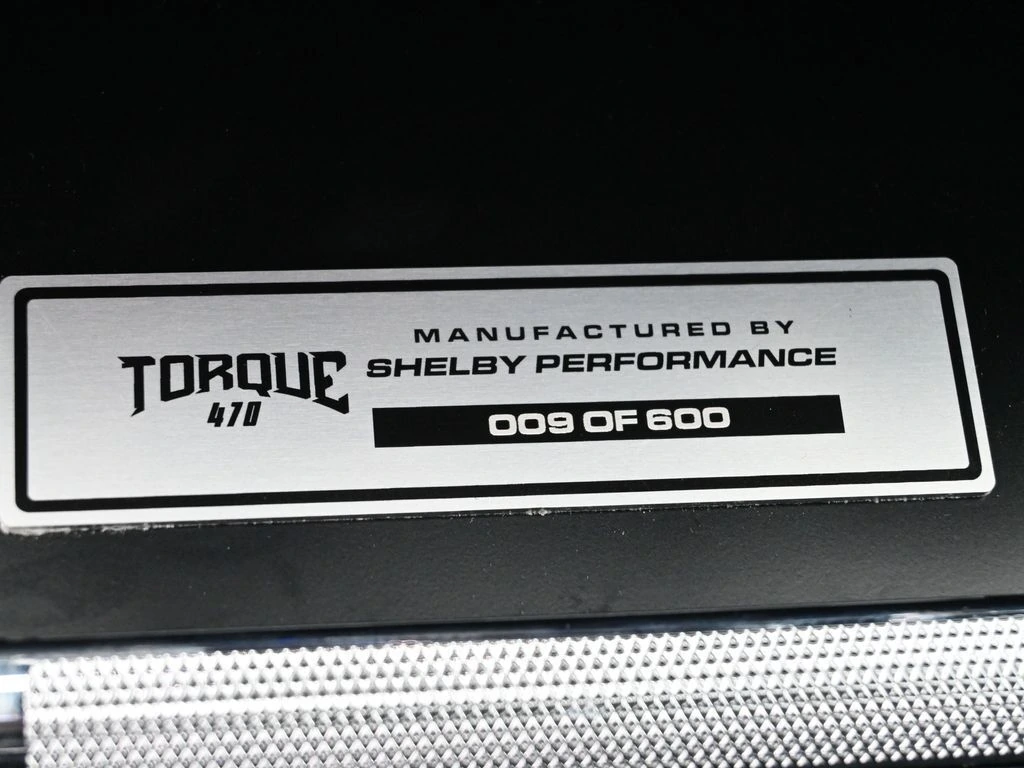 TORQUE
470
MANUFACTURED BY
SHELBY PERFORMANCE
009 OF 600